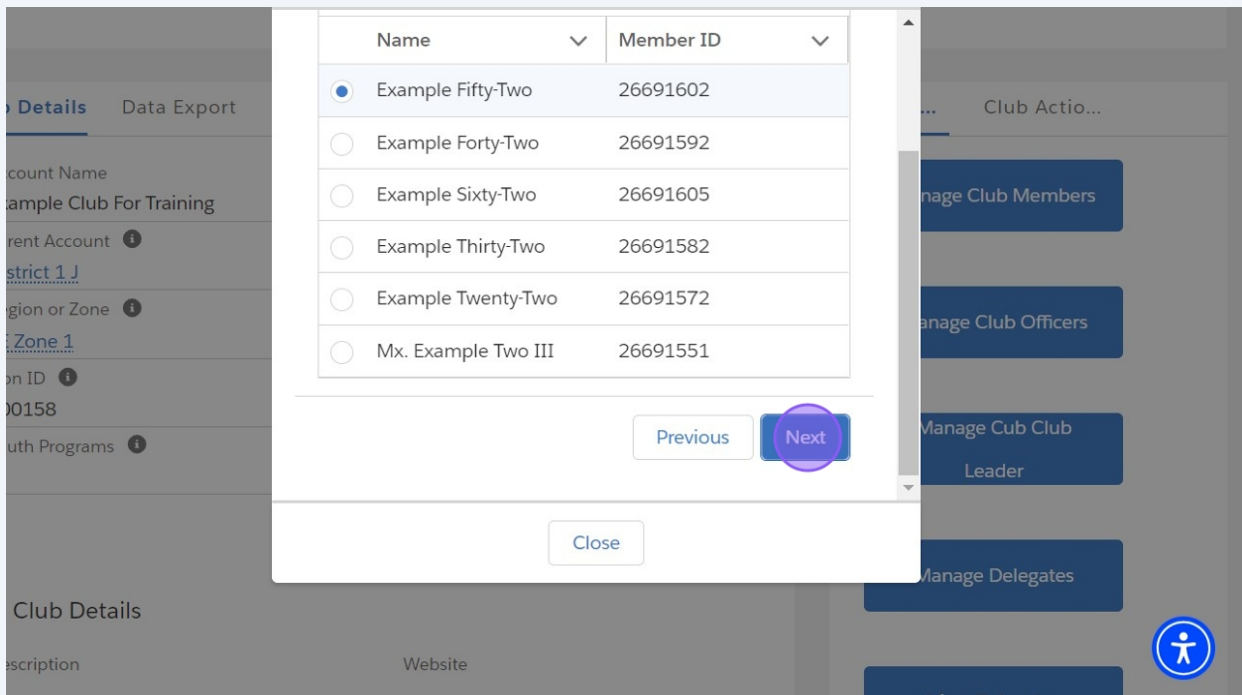 Name Member ID
Example Fifty-Two 26691602
Example Forty-Two 26691592
Example Sixty-Two 26691605
Example Thirty-Two 26691582
Example Twenty-Two 26691572
Mx. Example Two III 26691551
Previous Next
Close
Details Data Export
count Name
ample Club For Training
rent Account
strict 1 J
gion or Zone
Zone 1
on ID
00158
uth Programs
Club Details
escription Website
... Club Actio...
nage Club Members
anage Club Officers
Manage Cub Club
Leader
Manage Delegates